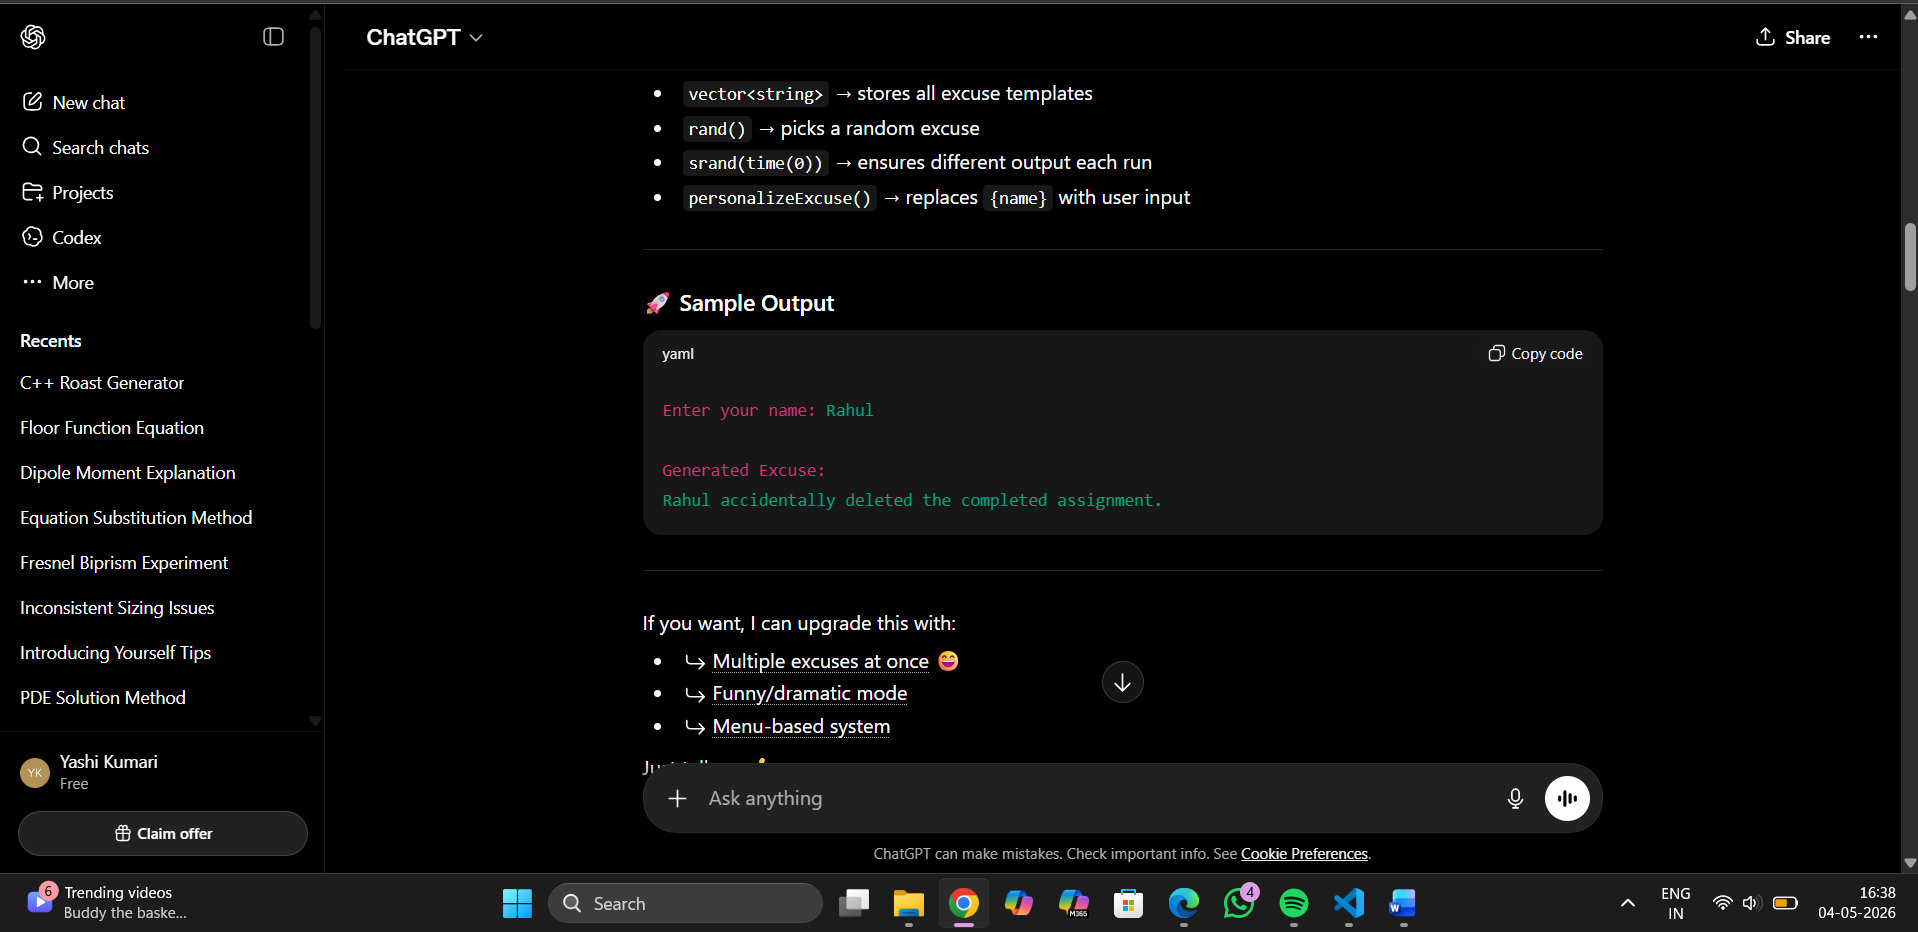 ChatGPT
Share
New chat
Search chats
Projects
Codex
More
Recents
C++ Roast Generator
Floor Function Equation
Dipole Moment Explanation
Equation Substitution Method
Fresnel Biprism Experiment
Inconsistent Sizing Issues
Introducing Yourself Tips
PDE Solution Method
YK
Yashi Kumari
Free
Claim offer
• vector<string> → stores all excuse templates
• rand() → picks a random excuse
• srand(time(0)) → ensures different output each run
• personalizeExcuse() → replaces {name} with user input
🚀 Sample Output
yaml
Copy code
Enter your name: Rahul
Generated Excuse:
Rahul accidentally deleted the completed assignment.
If you want, I can upgrade this with:
• ↪ Multiple excuses at once 😄
• ↪ Funny/dramatic mode
• ↪ Menu-based system
Ask anything
ChatGPT can make mistakes. Check important info. See Cookie Preferences.
6
Trending videos
Buddy the baske...
Search
M365
4
W
ENG
IN
16:38
04-05-2026